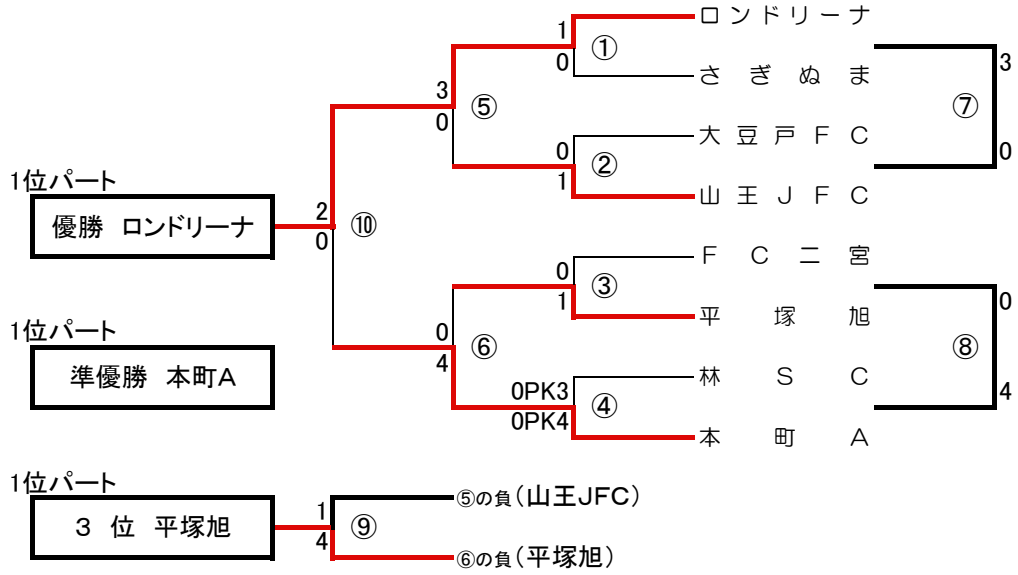 ロンドリーナ
1 ① 3
0
さぎぬま
3 ⑤ ⑦
0
大豆戸FC
0 ② 0
1
1位パート
山王JFC
優勝 ロンドリーナ
2 ⑩
0
FC二宮
0 ③ 0
1
1位パート
平塚旭
0 ⑥ ⑧
4
準優勝 本町A
林SC
0PK3 ④ 4
0PK4
本町A
1位パート
⑤の負(山王JFC)
3 位 平塚旭
1 ⑨
4
⑥の負(平塚旭)